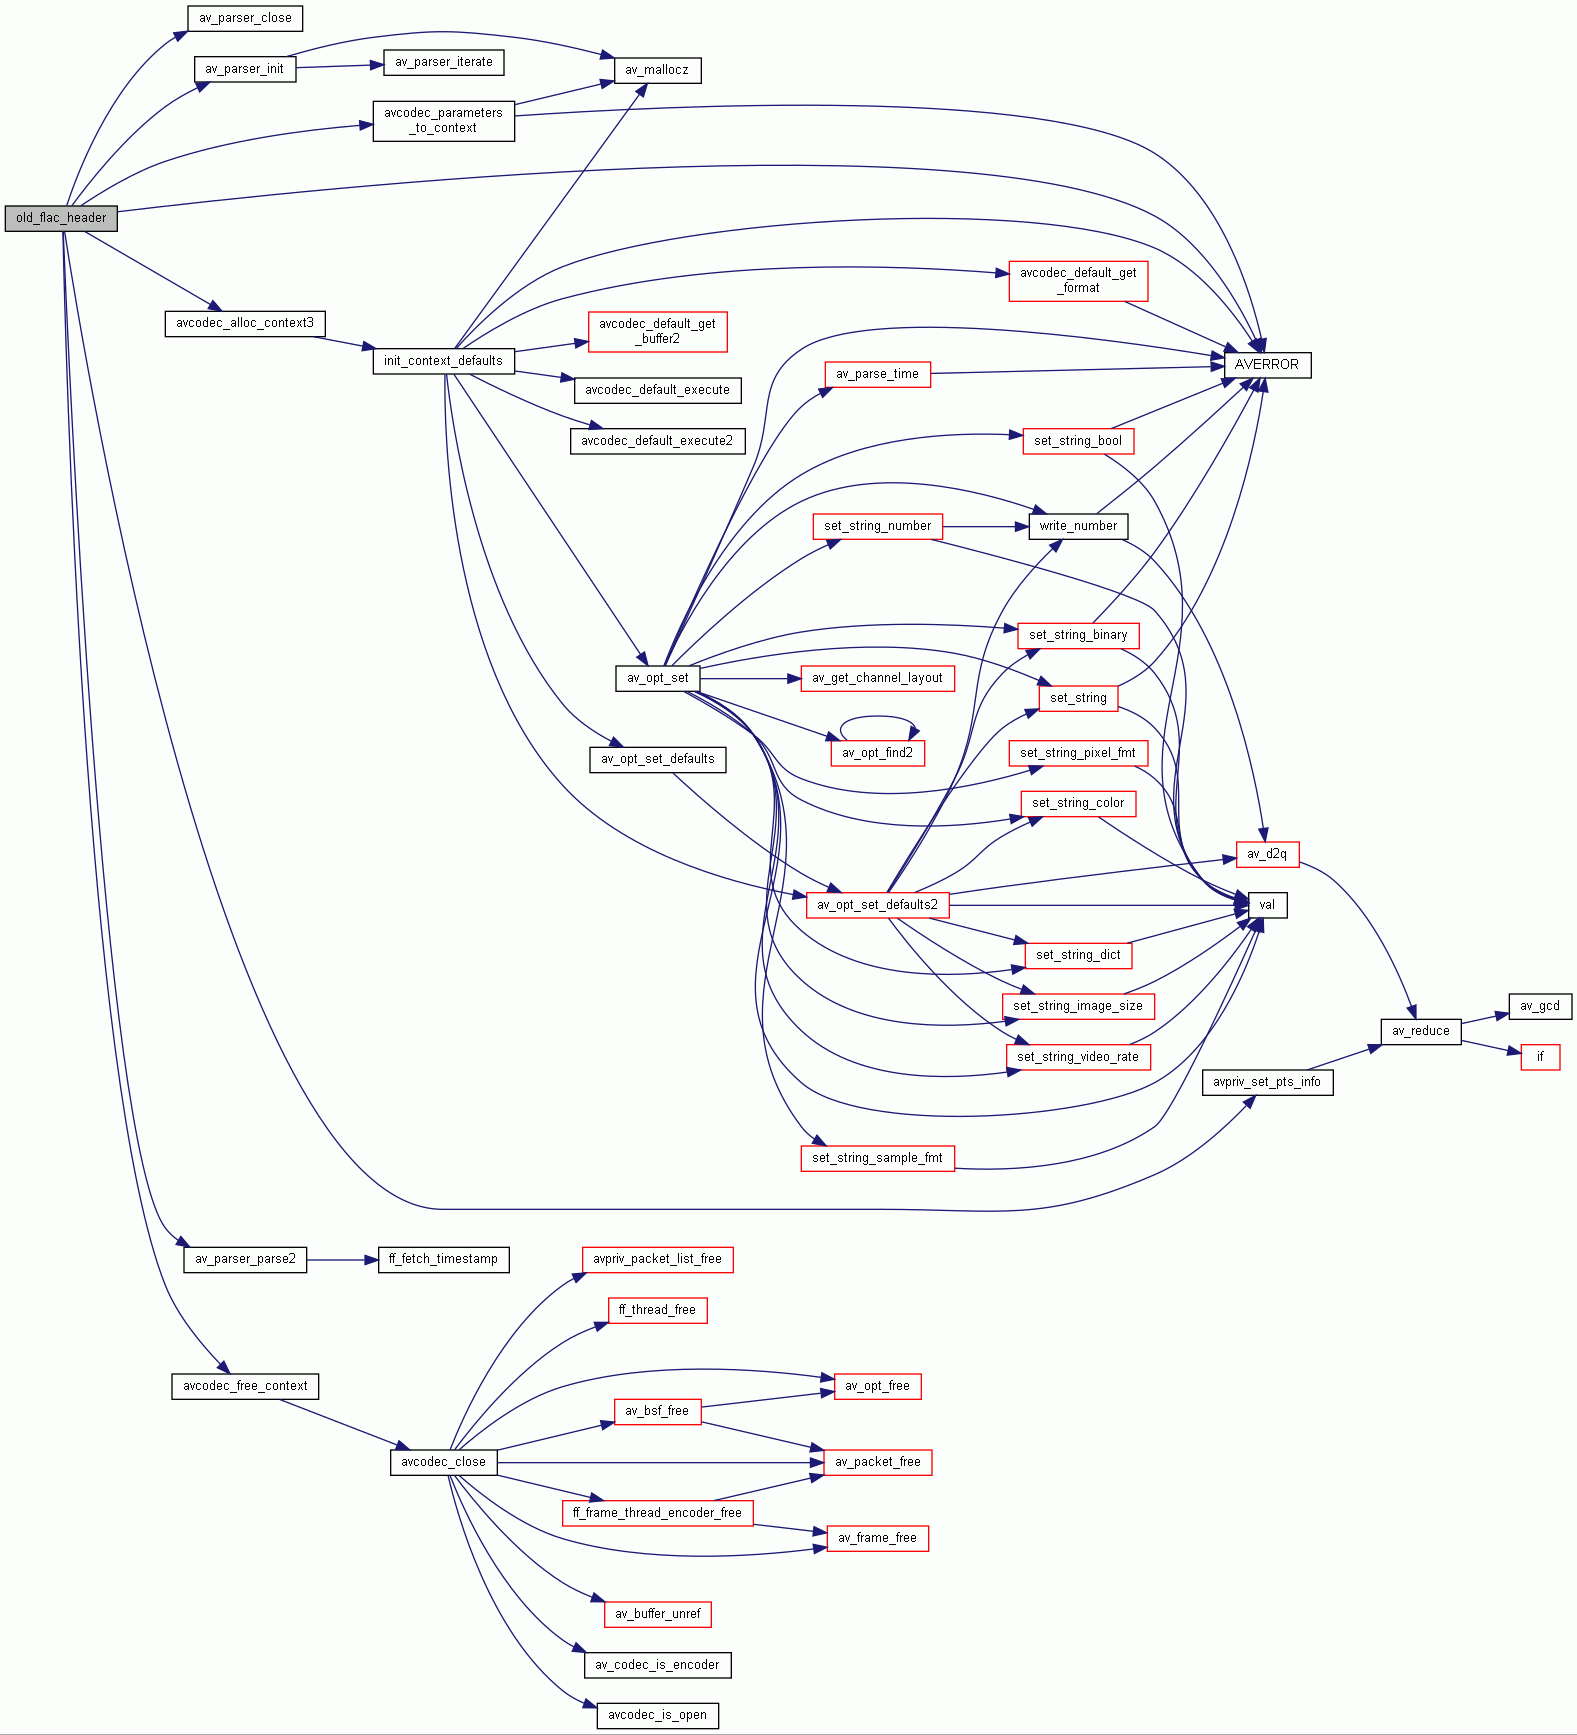 av_parser_close
av_parser_init
av_parser_iterate
av_mallocz
avcodec_parameters
_to_context
old_flac_header
avcodec_default_get
_format
avcodec_alloc_context3
avcodec_default_get
_buffer2
init_context_defaults
AVERROR
av_parse_time
avcodec_default_execute
avcodec_default_execute2
set_string_bool
set_string_number
write_number
set_string_binary
av_opt_set
av_get_channel_layout
set_string
av_opt_find2
set_string_pixel_fmt
av_opt_set_defaults
set_string_color
av_d2q
av_opt_set_defaults2
val
set_string_dict
set_string_image_size
av_gcd
av_reduce
set_string_video_rate
if
avpriv_set_pts_info
set_string_sample_fmt
av_parser_parse2
ff_fetch_timestamp
avpriv_packet_list_free
ff_thread_free
avcodec_free_context
av_opt_free
av_bsf_free
avcodec_close
av_packet_free
ff_frame_thread_encoder_free
av_frame_free
av_buffer_unref
av_codec_is_encoder
avcodec_is_open